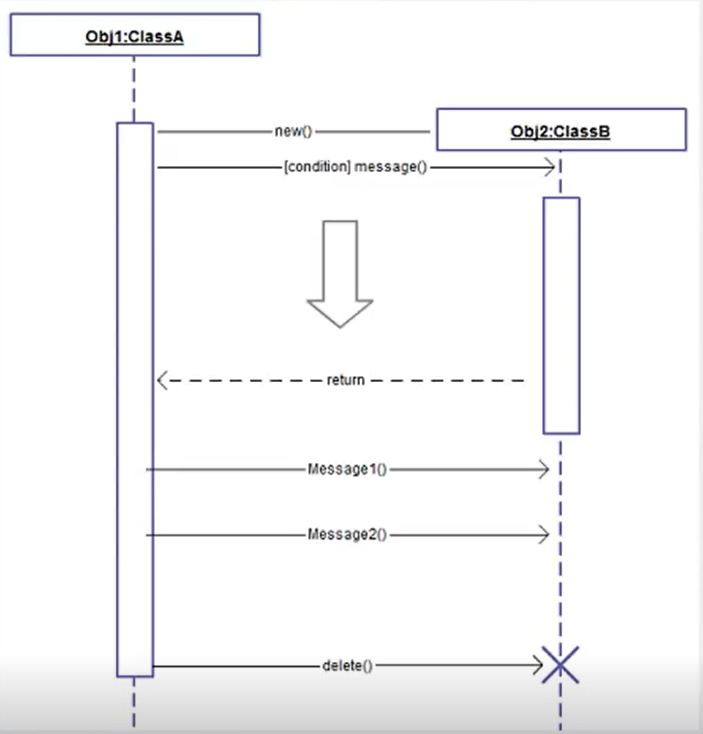 Obj1:ClassA
new()
Obj2:ClassB
[condition] message()
return
Message1()
Message2()
delete()